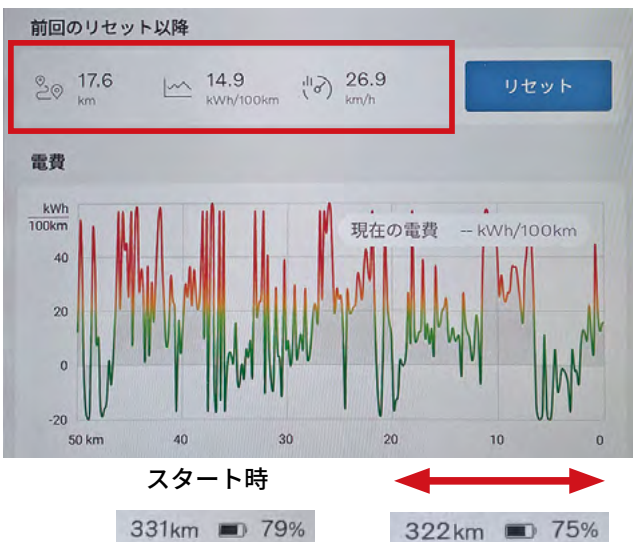 前回のリセット以降
17.6 km 14.9 kWh/100km 26.9 km/h
リセット
電費
kWh
100km
現在の電費 -- kWh/100km
40
20
0
-20
50 km 40 30 20 10 0
スタート時
331km 79% 322km 75%